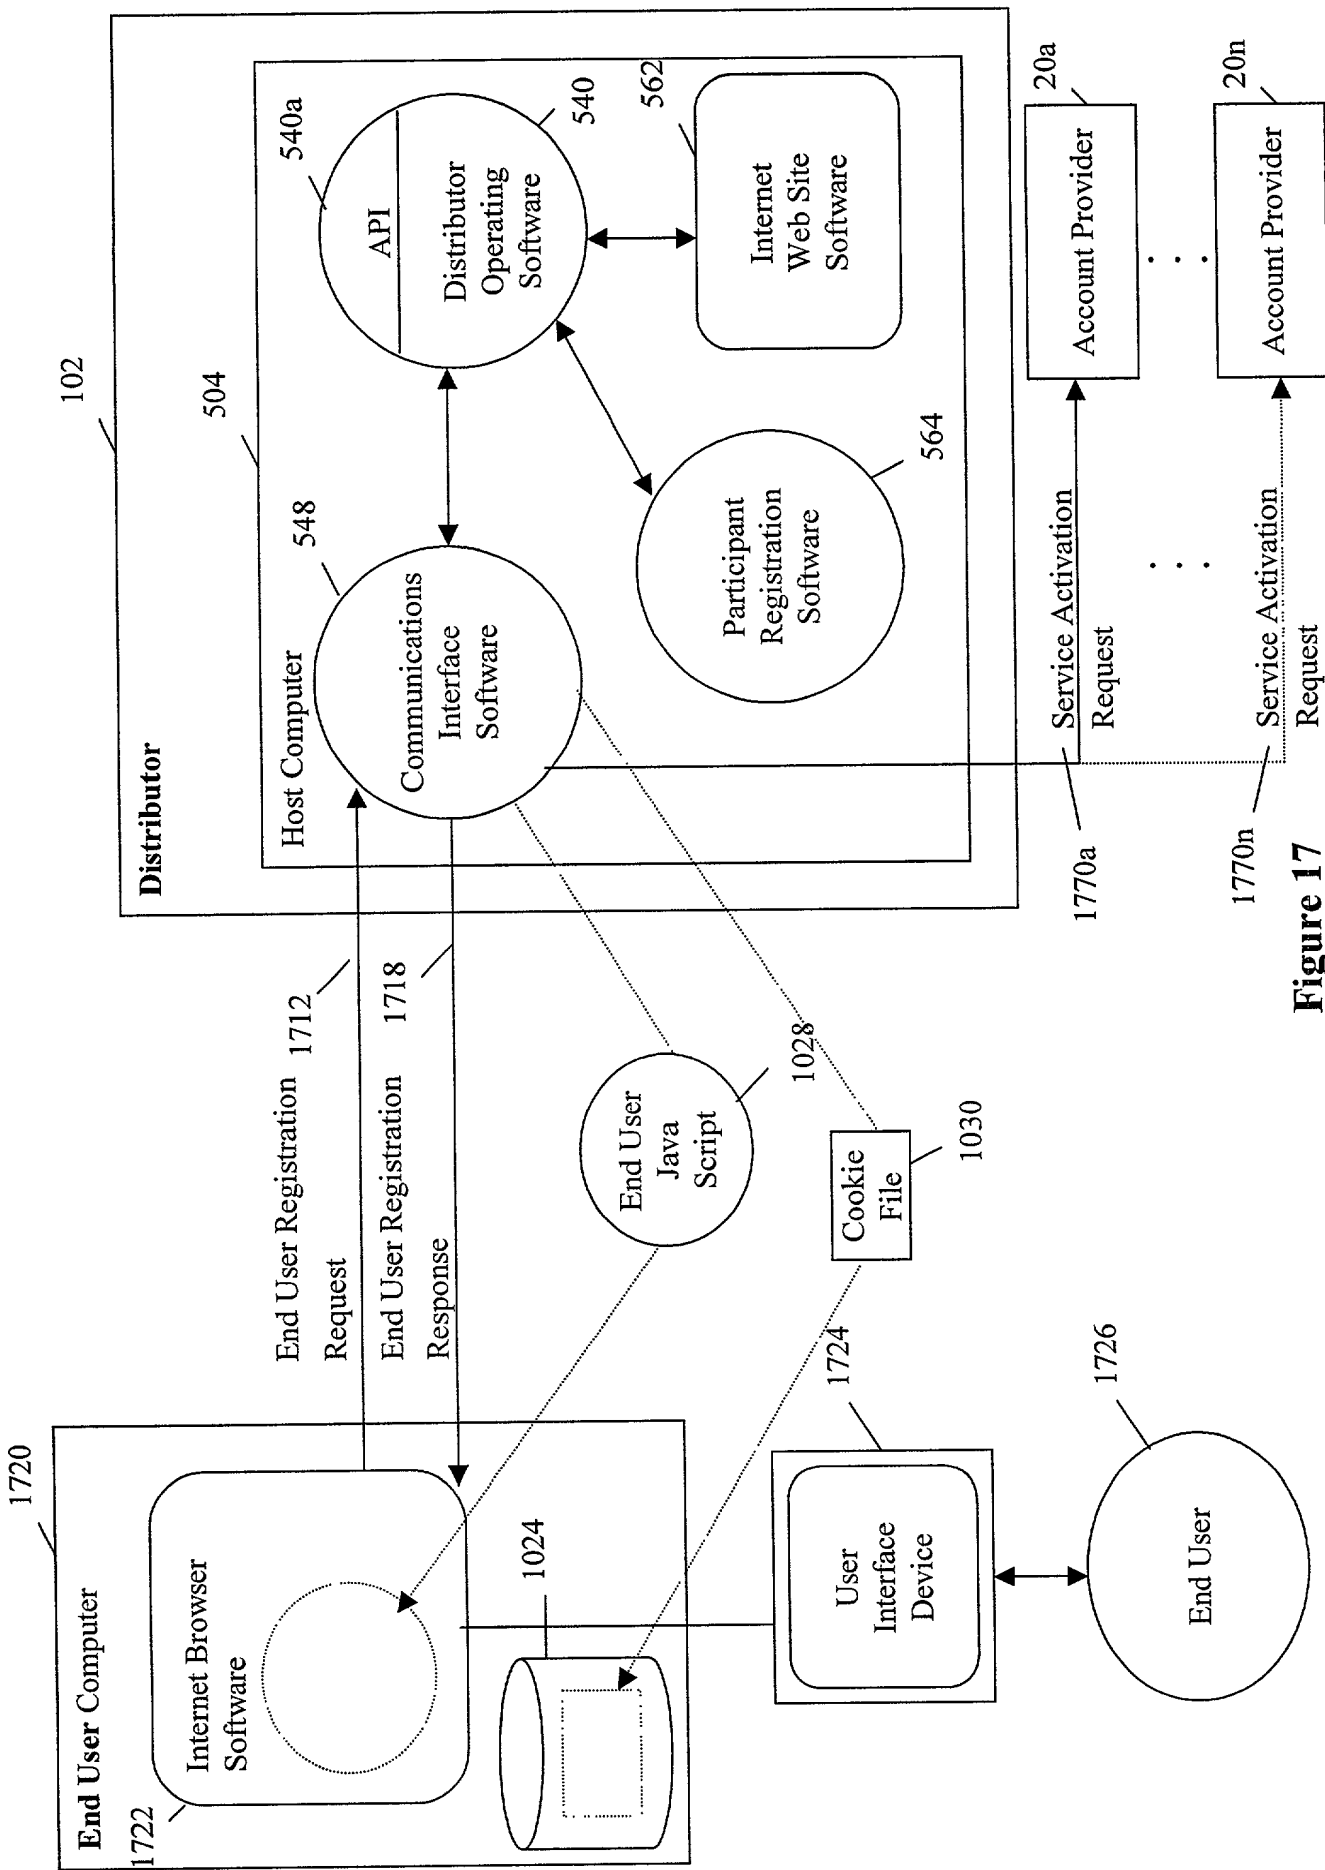 1720
End User Computer
Internet Browser
Software
1722
1024
End User Registration
1712
Request
End User Registration
1718
Response
102
Distributor
504
Host Computer
548
Communications
Interface
Software
540a
API
540
Distributor
Operating
Software
562
Internet
Web Site
Software
Participant
Registration
Software
564
End User
Java
Script
1028
Cookie
File
1030
1724
User
Interface
Device
1726
End User
1770a
Service Activation
Request
20a
Account Provider
. . .
. . .
1770n
Service Activation
Request
20n
Account Provider
Figure 17